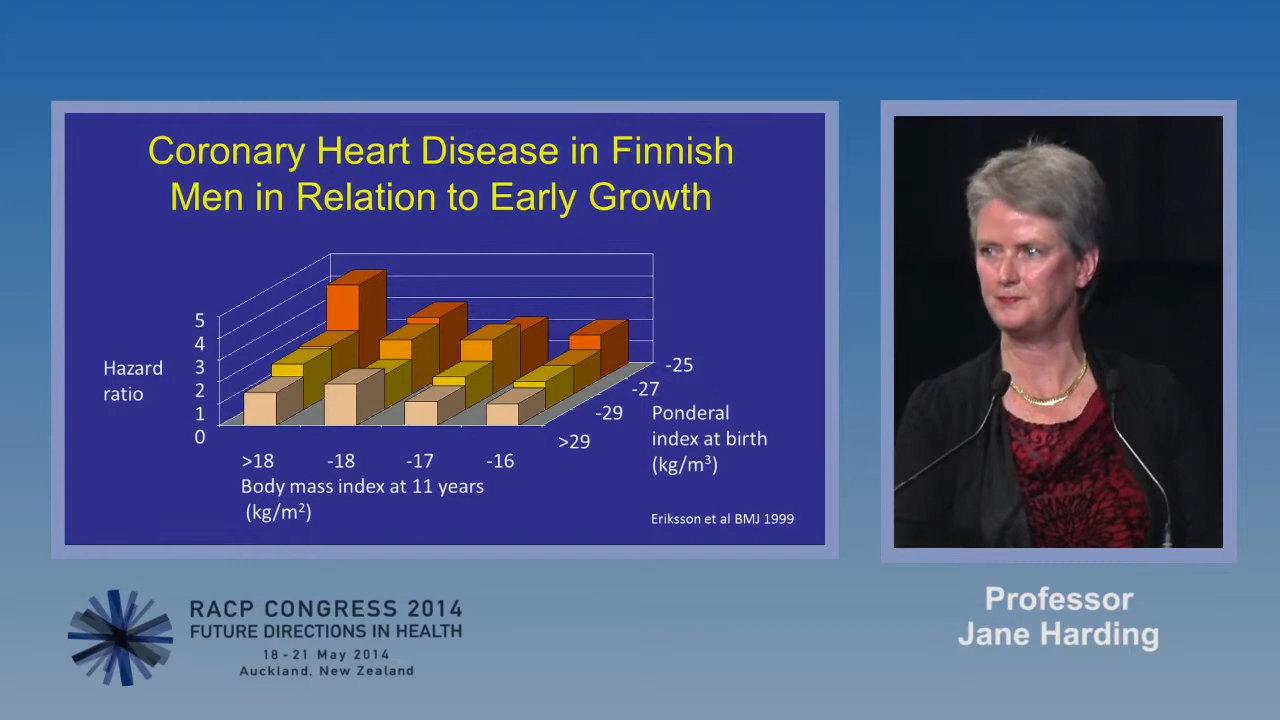 Coronary Heart Disease in Finnish
Men in Relation to Early Growth
Hazard
ratio
5
4
3
2
1
0
>18
-18
-17
-16
Body mass index at 11 years
(kg/m²)
-25
-27
-29
>29
Ponderal
index at birth
(kg/m³)
Eriksson et al BMJ 1999
RACP CONGRESS 2014
FUTURE DIRECTIONS IN HEALTH
18 - 21 May 2014
Auckland, New Zealand
Professor
Jane Harding